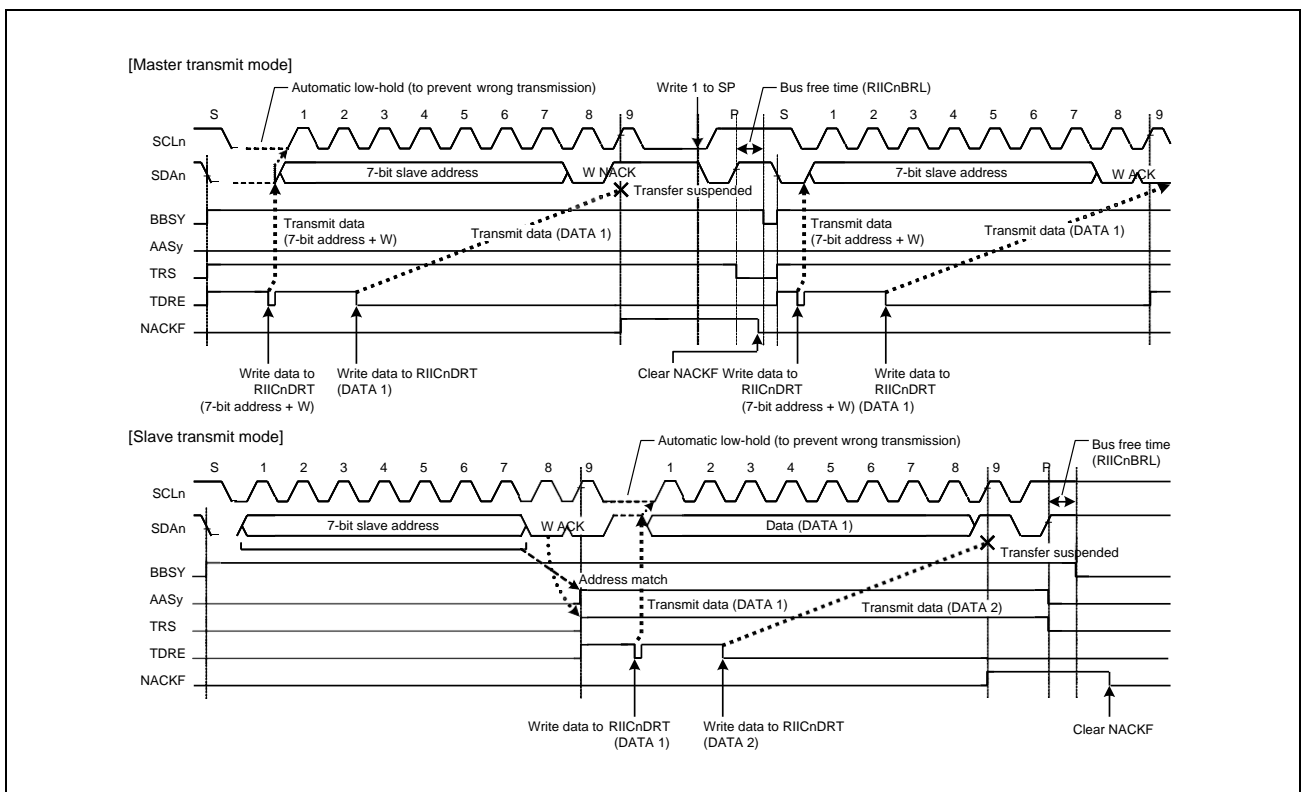 [Master transmit mode]
Automatic low-hold (to prevent wrong transmission)
Write 1 to SP
Bus free time (RIICnBRL)
S 1 2 3 4 5 6 7 8 9 P S 1 2 3 4 5 6 7 8 9
SCLn
SDAn
7-bit slave address
W NACK
7-bit slave address
W ACK
Transfer suspended
BBSY
Transmit data
(7-bit address + W)
Transmit data (DATA 1)
Transmit data
(7-bit address + W)
Transmit data (DATA 1)
AASy
TRS
TDRE
NACKF
Write data to
RIICnDRT
(7-bit address + W)
Write data to RIICnDRT
(DATA 1)
Clear NACKF
Write data to
RIICnDRT
(7-bit address + W)
Write data to
RIICnDRT
(DATA 1)
[Slave transmit mode]
Automatic low-hold (to prevent wrong transmission)
Bus free time
(RIICnBRL)
S 1 2 3 4 5 6 7 8 9 1 2 3 4 5 6 7 8 9 P
SCLn
SDAn
7-bit slave address
W ACK
Data (DATA 1)
Transfer suspended
BBSY
Address match
AASy
Transmit data (DATA 1)
Transmit data (DATA 2)
TRS
TDRE
NACKF
Write data to RIICnDRT
(DATA 1)
Write data to RIICnDRT
(DATA 2)
Clear NACKF